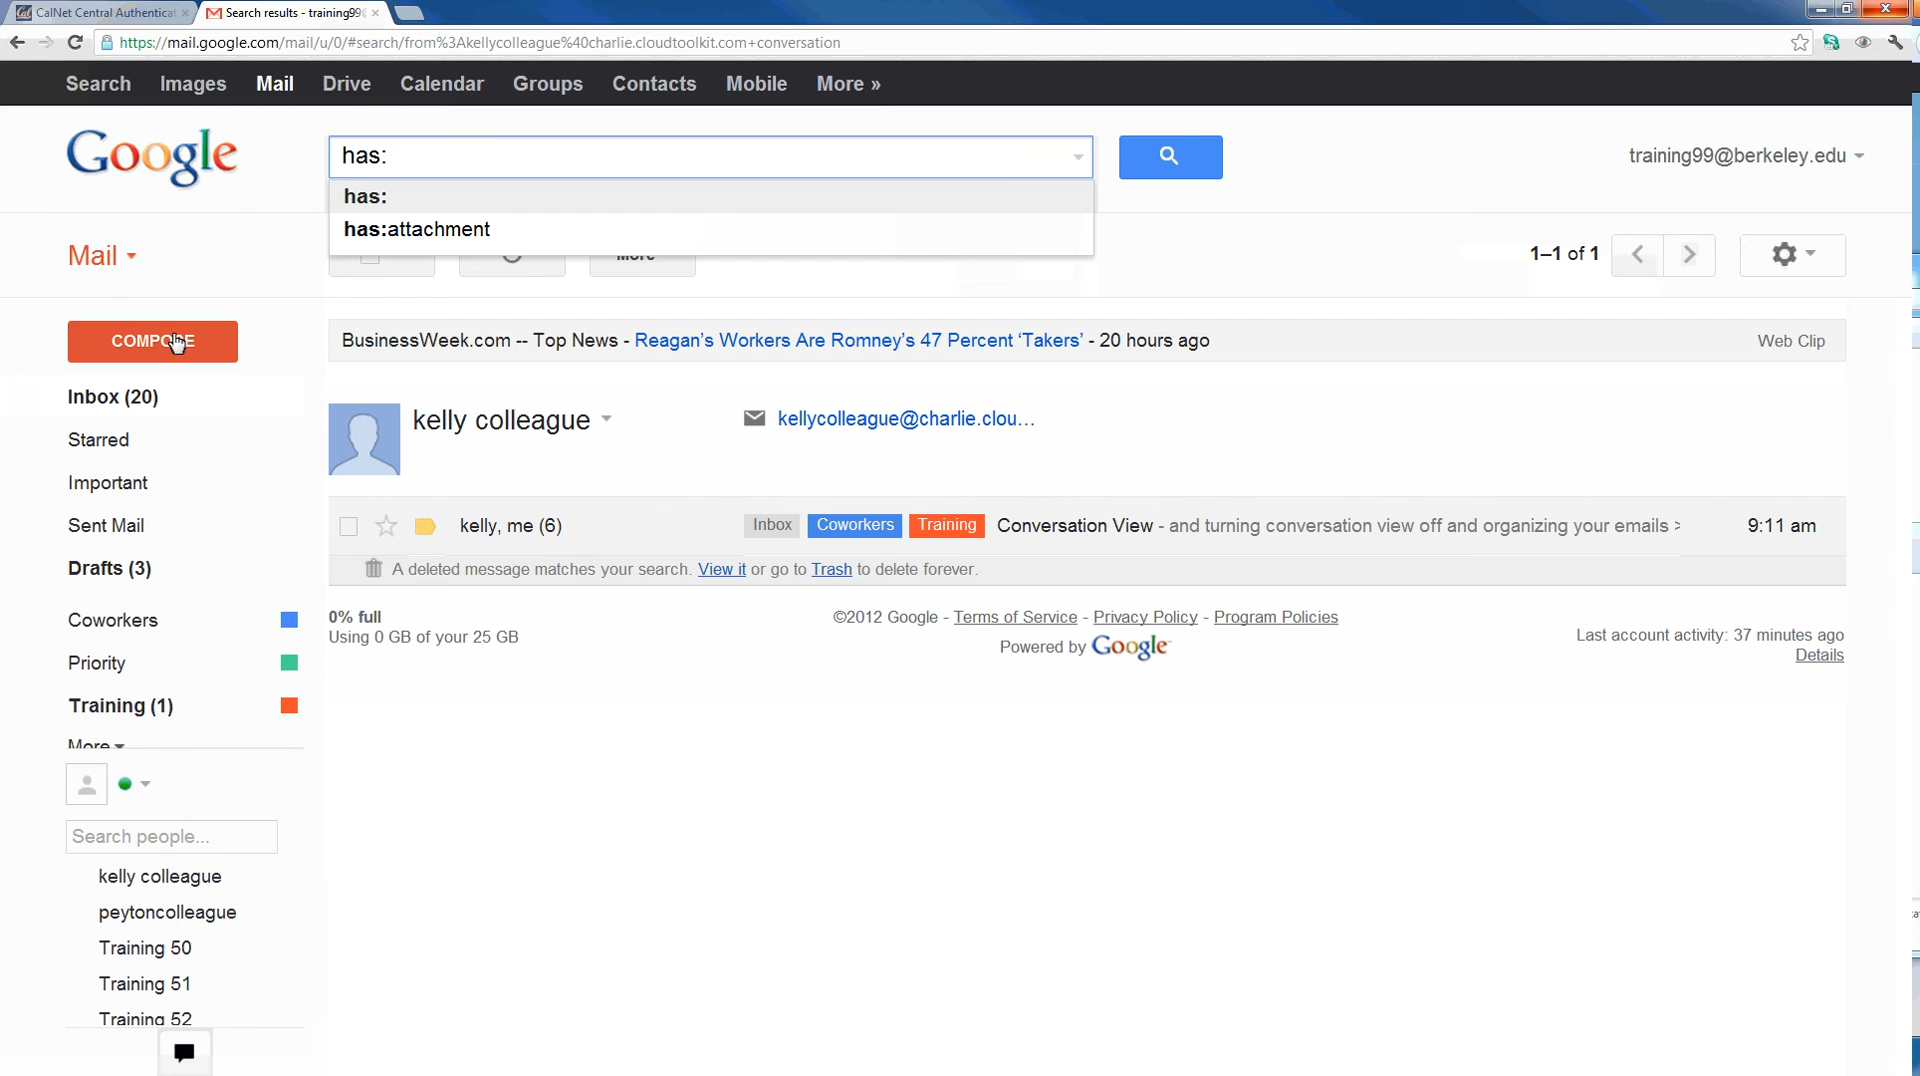 CalNet Central Authenticat
Search results - training99@
https://mail.google.com/mail/u/0/#search/from%3Akellycolleague%40charlie.cloudtoolkit.com+conversation
Search Images Mail Drive Calendar Groups Contacts Mobile More »
Google
has:
training99@berkeley.edu
has:
has:attachment
Mail
More
1–1 of 1
COMPOSE
BusinessWeek.com -- Top News - Reagan's Workers Are Romney's 47 Percent ‘Takers’ - 20 hours ago
Web Clip
Inbox (20)
Starred
Important
Sent Mail
Drafts (3)
Coworkers
Priority
Training (1)
More
kelly colleague
kellycolleague@charlie.clou...
kelly, me (6)
Inbox Coworkers Training Conversation View - and turning conversation view off and organizing your emails >
9:11 am
A deleted message matches your search. View it or go to Trash to delete forever.
0% full
Using 0 GB of your 25 GB
©2012 Google - Terms of Service - Privacy Policy - Program Policies
Powered by Google
Last account activity: 37 minutes ago
Details
Search people...
kelly colleague
peytoncolleague
Training 50
Training 51
Training 52